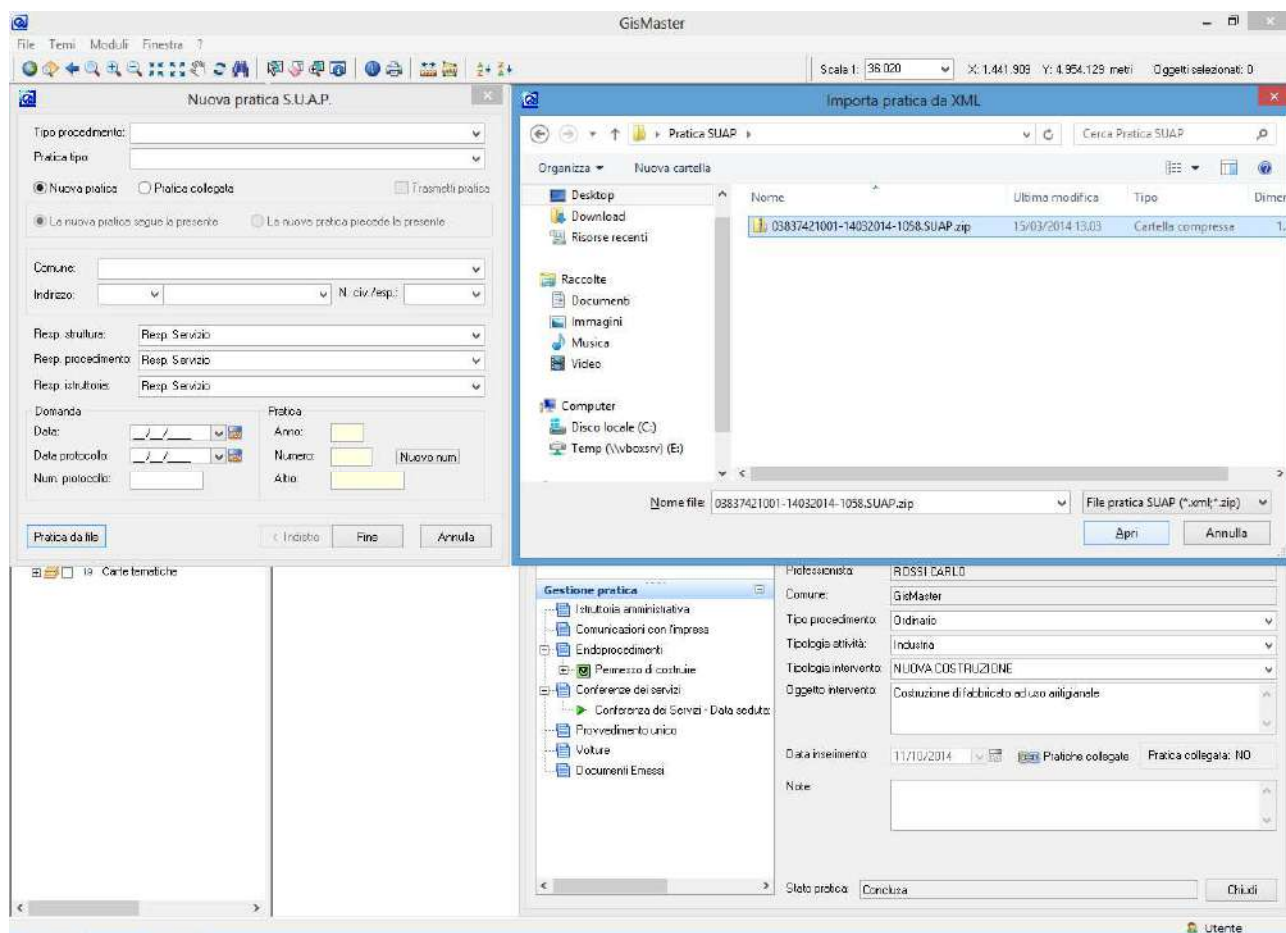 GisMaster
File Temi Moduli Finestra ?
Scala 1: 36.020 X: 1.441.909 Y: 4.954.129 metri Oggetti selezionati: 0
Nuova pratica S.U.A.P.
Tipo procedimento:
Pratica tipo
Nuova pratica Pratica collegata Trasmetti pratica
La nuova pratica segue la presente La nuova pratica precede la presente
Comune:
Indirizzo: N. civ./esp.:
Resp. struttura: Resp. Servizio
Resp. procedimento: Resp. Servizio
Resp. istruttoria: Resp. Servizio
Domanda Pratica
Data: __/__/____ Anno:
Data protocollo: __/__/____ Numero: Nuovo num
Num. protocollo: Altro:
Pratica da file < Indietro Fine Annulla
Importa pratica da XML
Pratica SUAP Cerca Pratica SUAP
Organizza Nuova cartella
Desktop
Download
Risorse recenti
Raccolte
Documenti
Immagini
Musica
Video
Computer
Disco locale (C:)
Temp (\\vboxsrv) (E:)
Nome Ultima modifica Tipo Dimer
03837421001-14032014-1058.SUAP.zip 15/03/2014 13.03 Cartella compressa 1.
Nome file: 03837421001-14032014-1058.SUAP.zip File pratica SUAP (*.xml;*.zip)
Apri Annulla
19 Carte tematiche
Gestione pratica
Istruttoria amministrativa
Comunicazioni con l'impresa
Endoprocedimenti
Permesso di costruire
Conferenze dei servizi
Conferenza dei Servizi - Data seduta:
Provvedimento unico
Volture
Documenti Emessi
Professionista: ROSSI CARLO
Comune: GisMaster
Tipo procedimento: Ordinario
Tipologia attività: Industria
Tipologia intervento: NUOVA COSTRUZIONE
Oggetto intervento: Costruzione di fabbricato ad uso artigianale
Data inserimento: 11/10/2014 Pratiche collegate Pratica collegata: NO
Note
Stato pratica: Conclusa Chiudi
Utente